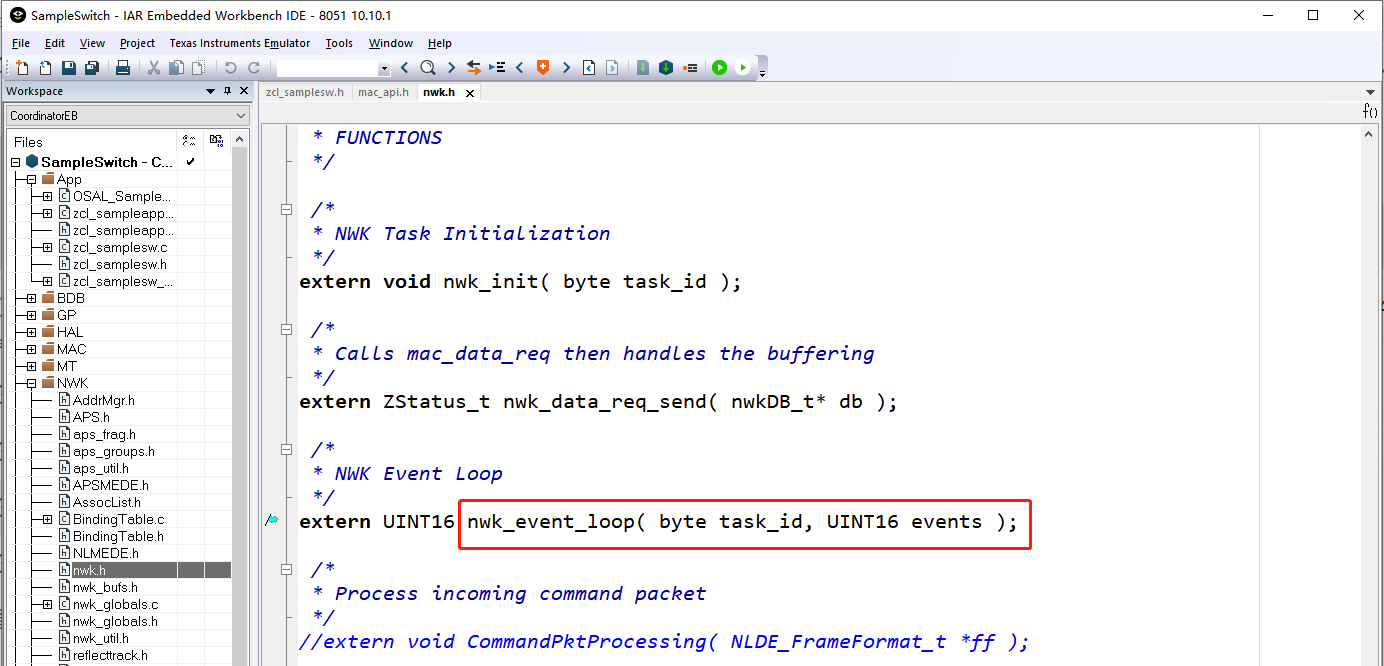 SampleSwitch - IAR Embedded Workbench IDE - 8051 10.10.1
File Edit View Project Texas Instruments Emulator Tools Window Help
Workspace
zcl_samplesw.h mac_api.h nwk.h
CoordinatorEB
f()
Files
SampleSwitch - C...
App
OSAL_Sample...
zcl_sampleapp...
zcl_sampleapp...
zcl_samplesw.c
zcl_samplesw.h
zcl_samplesw_...
BDB
GP
HAL
MAC
MT
NWK
AddrMgr.h
APS.h
aps_frag.h
aps_groups.h
aps_util.h
APSMEDE.h
AssocList.h
BindingTable.c
BindingTable.h
NLMEDE.h
nwk.h
nwk_bufs.h
nwk_globals.c
nwk_globals.h
nwk_util.h
reflecttrack.h
* FUNCTIONS
*/
/*
* NWK Task Initialization
*/
extern void nwk_init( byte task_id );
/*
* Calls mac_data_req then handles the buffering
*/
extern ZStatus_t nwk_data_req_send( nwkDB_t* db );
/*
* NWK Event Loop
*/
extern UINT16 nwk_event_loop( byte task_id, UINT16 events );
/*
* Process incoming command packet
*/
//extern void CommandPktProcessing( NLDE_FrameFormat_t *ff );